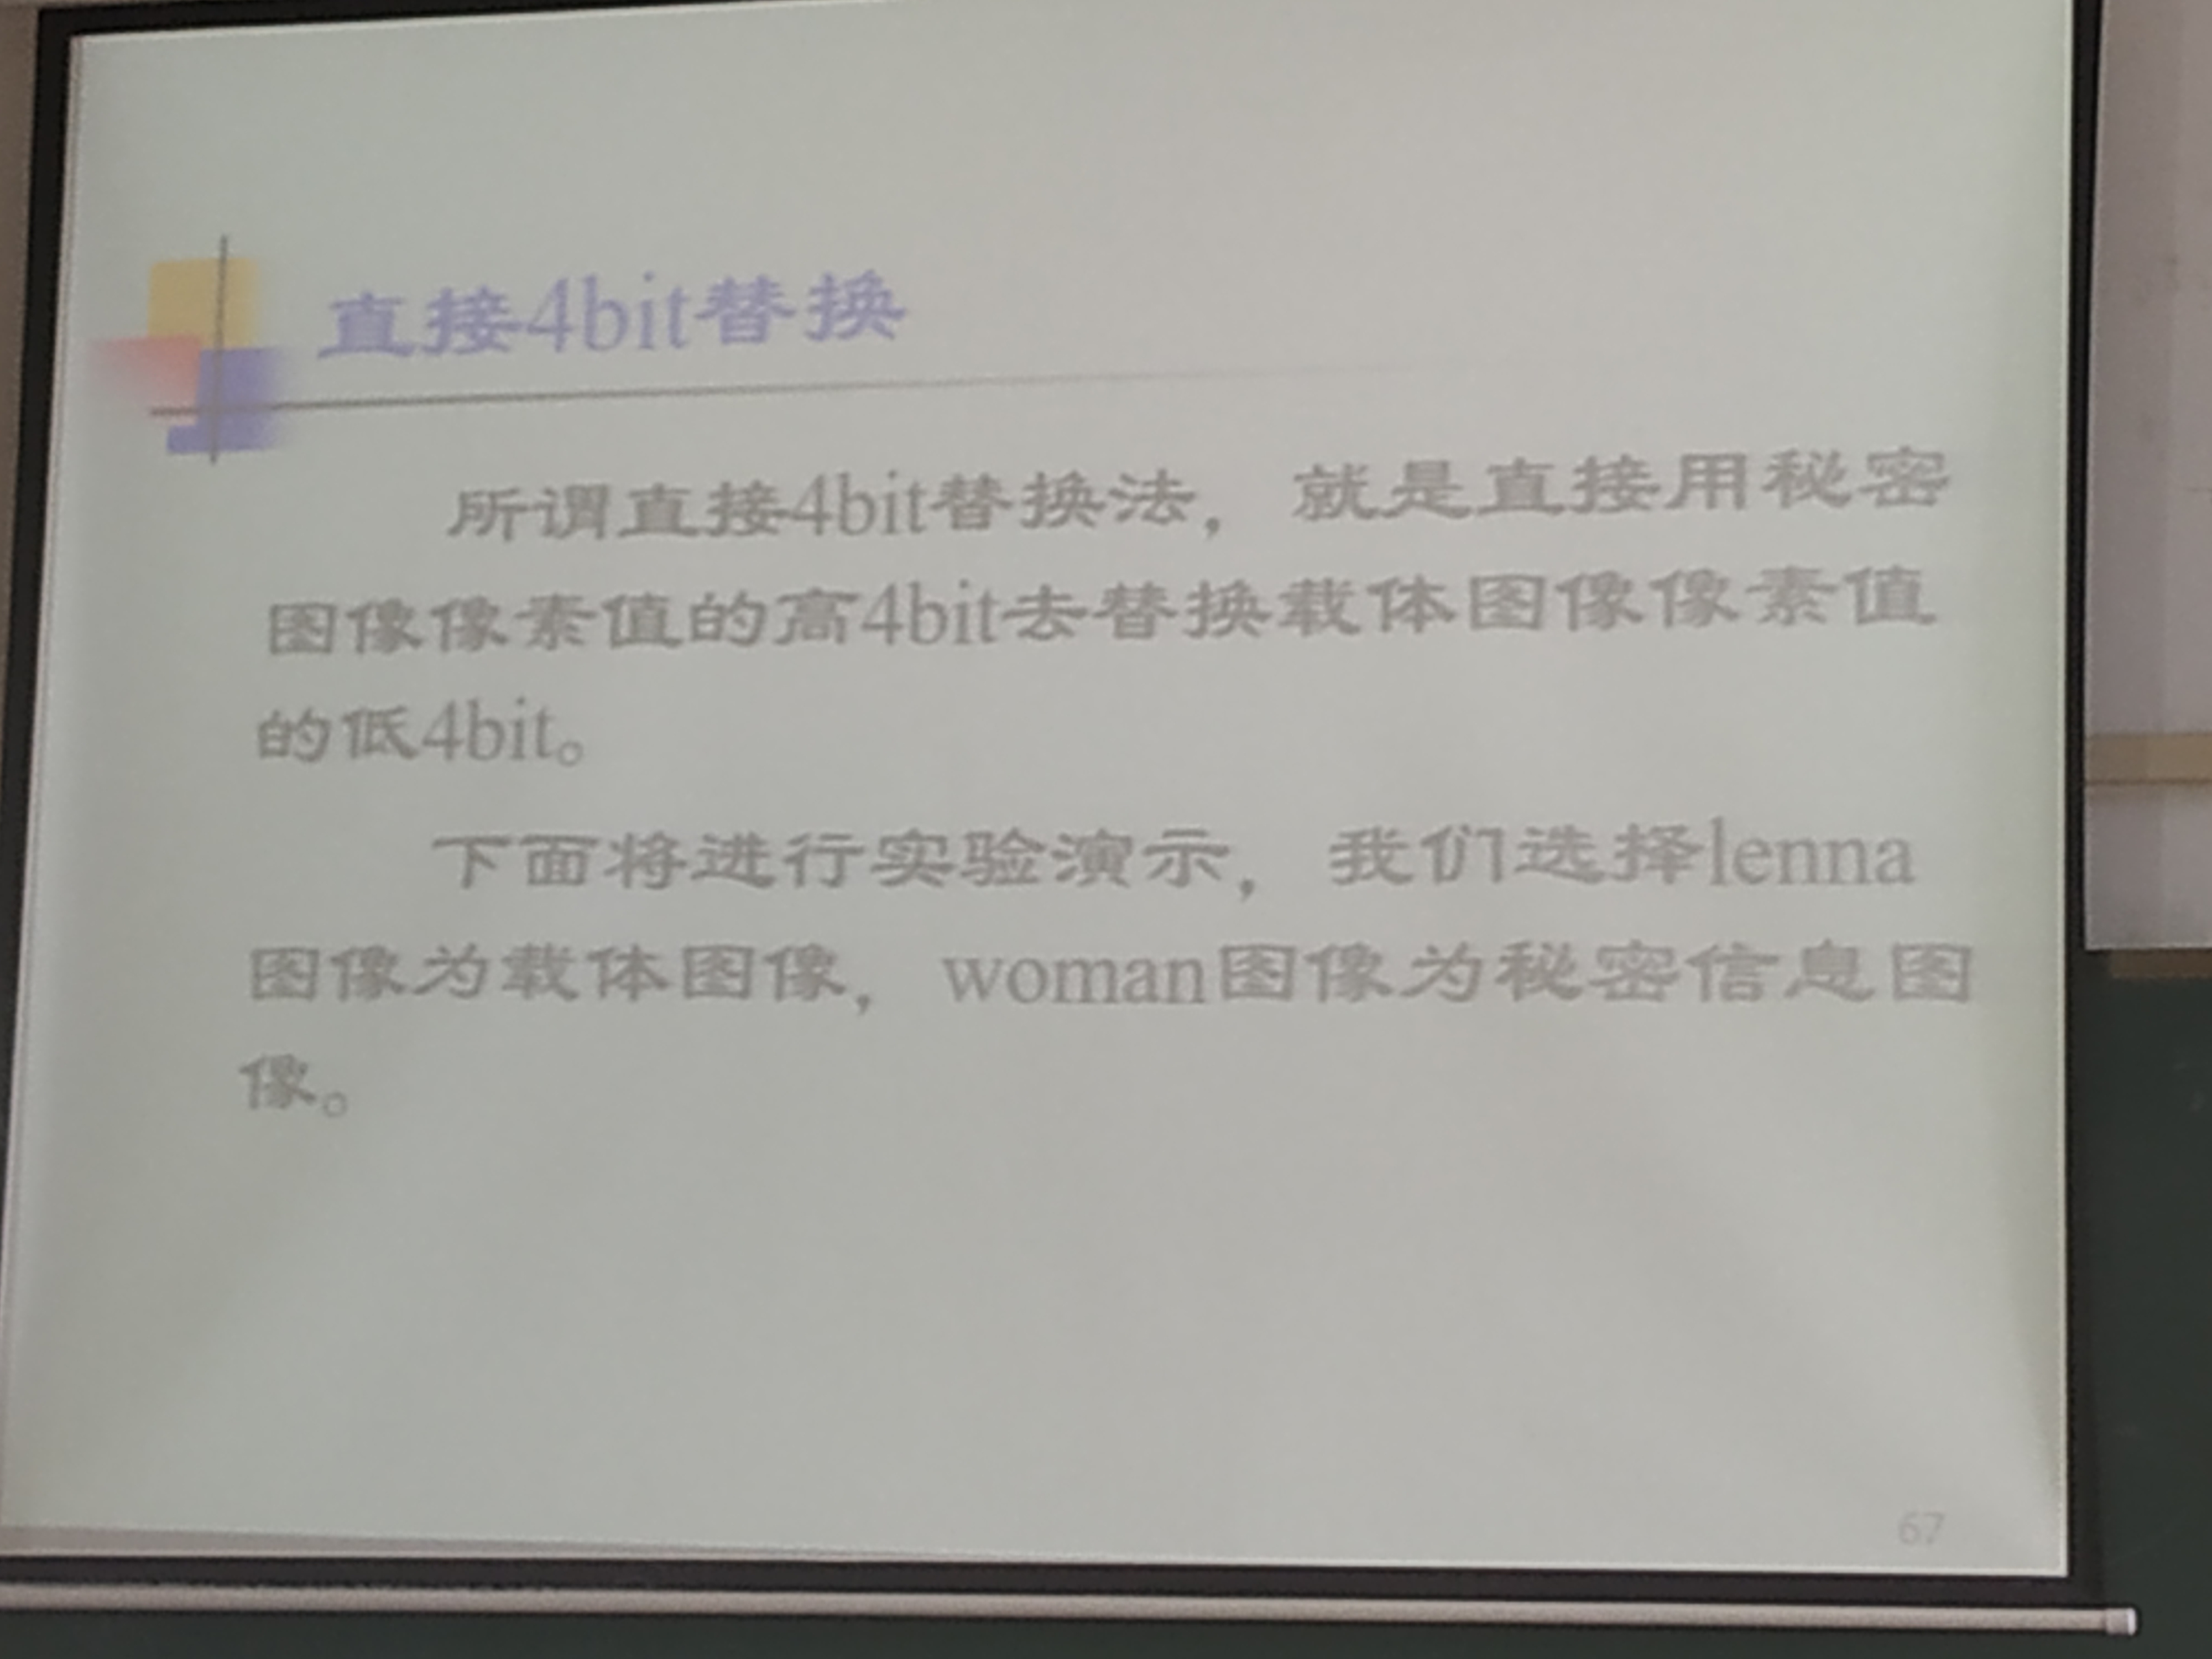 直接4bit替换
所谓直接4bit替换法，就是直接用秘密
图像像素值的高4bit去替换载体图像像素值
的低4bit。
下面将进行实验演示，我们选择lenna
图像为载体图像，woman图像为秘密信息图
像。
67